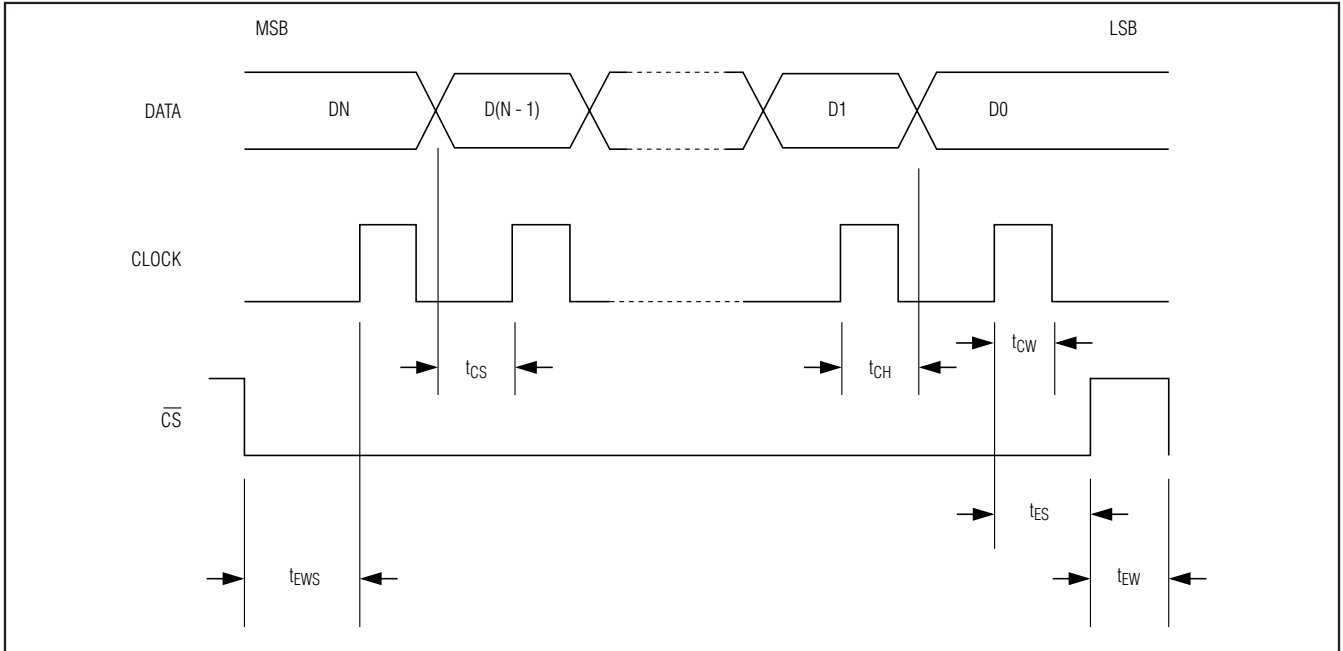 MSB LSB
DATA DN D(N - 1) D1 D0
CLOCK
tCW
tCS tCH
CS
tES
tEWS tEW